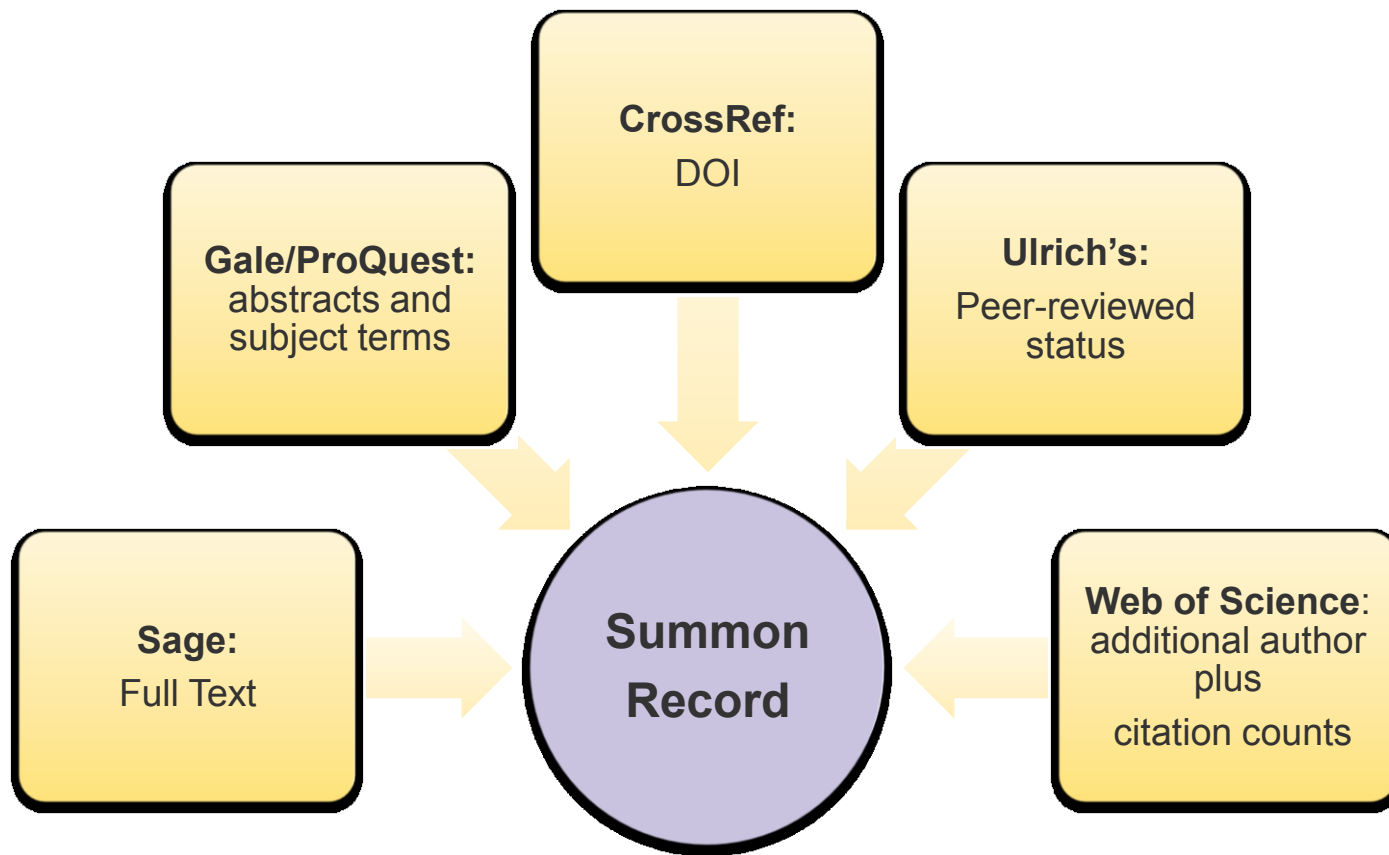 CrossRef:
DOI
Gale/ProQuest:
abstracts and
subject terms
Ulrich’s:
Peer-reviewed
status
Sage:
Full Text
Summon
Record
Web of Science:
additional author
plus
citation counts